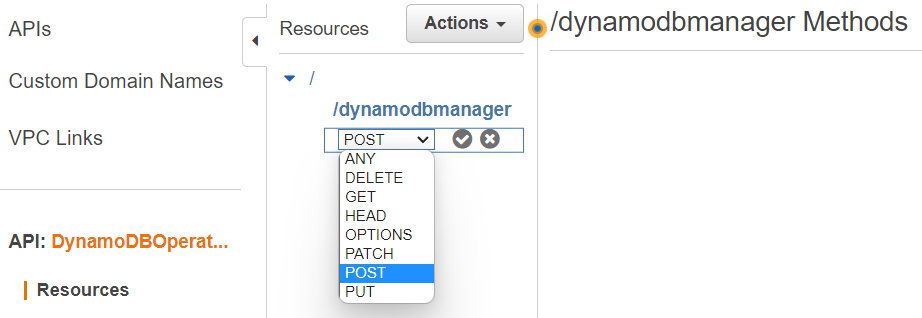 APIs
Custom Domain Names
VPC Links
API: DynamoDBOperat...
Resources
Resources
Actions
/
/dynamodbmanager
POST
ANY
DELETE
GET
HEAD
OPTIONS
PATCH
POST
PUT
/dynamodbmanager Methods